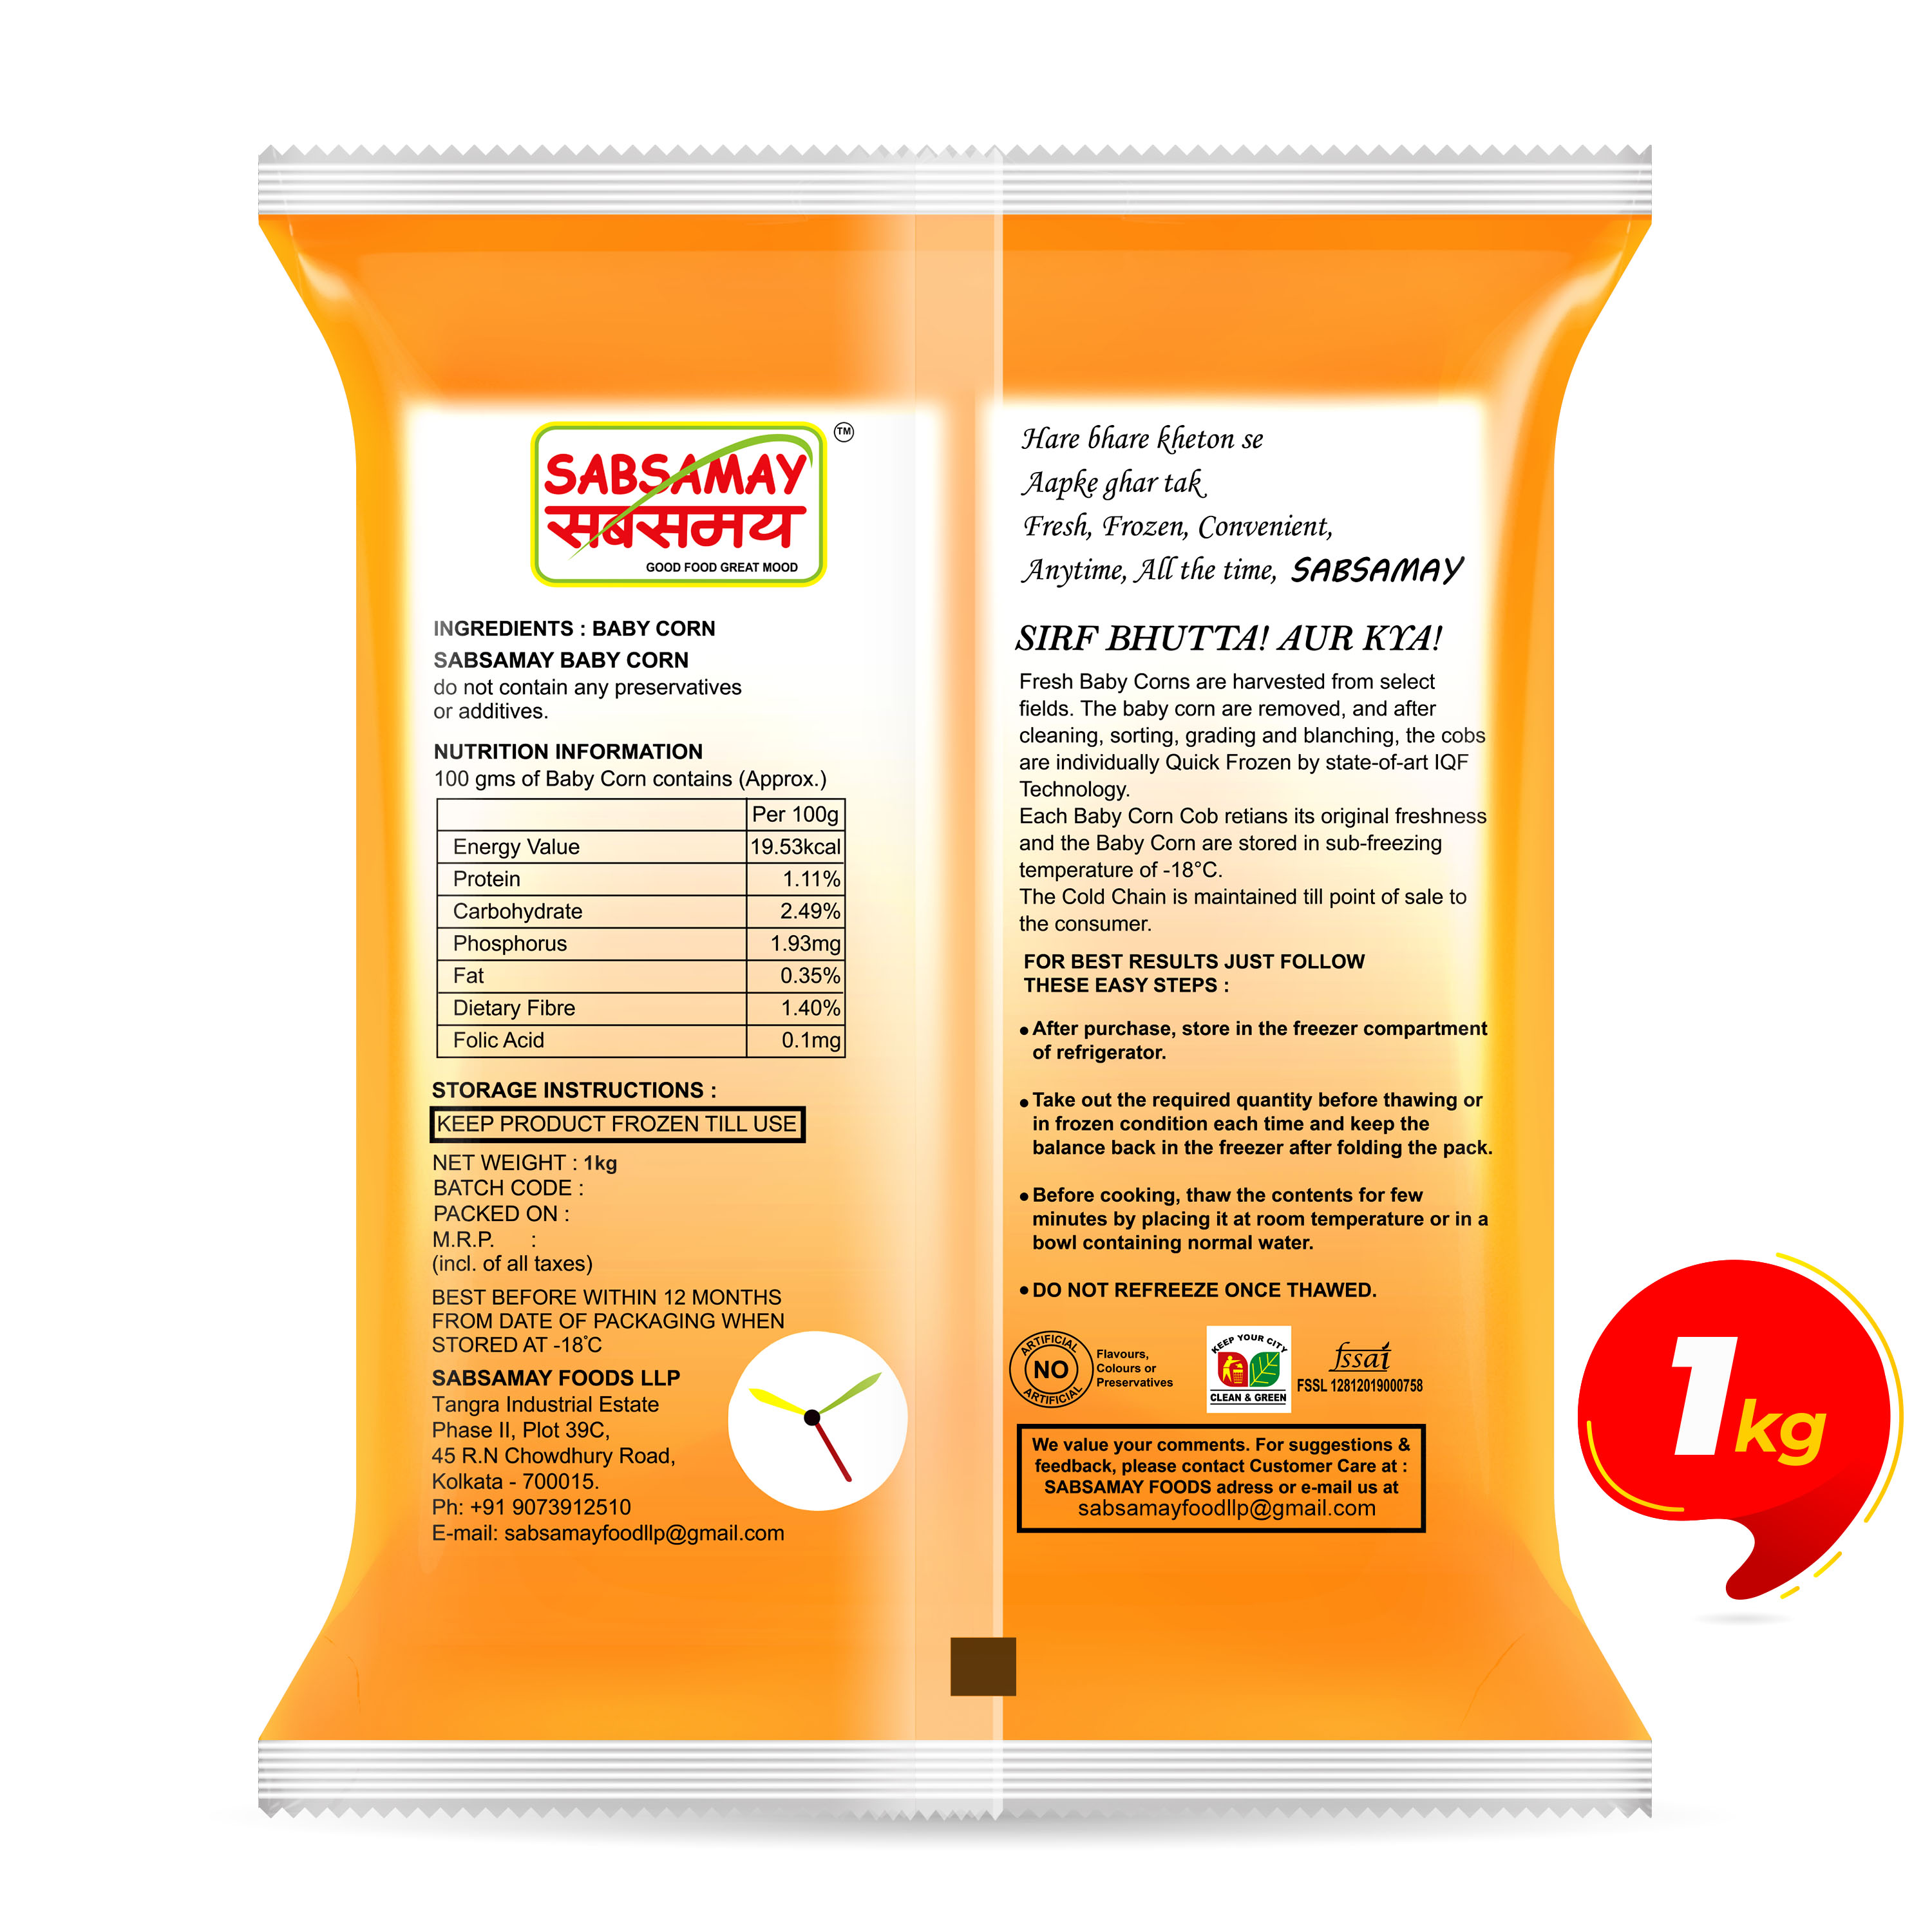 SABSAMAY
TM
सबसमय
GOOD FOOD GREAT MOOD
INGREDIENTS : BABY CORN
SABSAMAY BABY CORN
do not contain any preservatives
or additives.
NUTRITION INFORMATION
100 gms of Baby Corn contains (Approx.)
Per 100g
Energy Value 19.53kcal
Protein 1.11%
Carbohydrate 2.49%
Phosphorus 1.93mg
Fat 0.35%
Dietary Fibre 1.40%
Folic Acid 0.1mg
STORAGE INSTRUCTIONS :
KEEP PRODUCT FROZEN TILL USE
NET WEIGHT : 1kg
BATCH CODE :
PACKED ON :
M.R.P. :
(incl. of all taxes)
BEST BEFORE WITHIN 12 MONTHS
FROM DATE OF PACKAGING WHEN
STORED AT -18°C
SABSAMAY FOODS LLP
Tangra Industrial Estate
Phase II, Plot 39C,
45 R.N Chowdhury Road,
Kolkata - 700015.
Ph: +91 9073912510
E-mail: sabsamayfoodllp@gmail.com
Hare bhare kheton se
Aapke ghar tak
Fresh, Frozen, Convenient,
Anytime, All the time, SABSAMAY
SIRF BHUTTA! AUR KYA!
Fresh Baby Corns are harvested from select
fields. The baby corn are removed, and after
cleaning, sorting, grading and blanching, the cobs
are individually Quick Frozen by state-of-art IQF
Technology.
Each Baby Corn Cob retians its original freshness
and the Baby Corn are stored in sub-freezing
temperature of -18°C.
The Cold Chain is maintained till point of sale to
the consumer.
FOR BEST RESULTS JUST FOLLOW
THESE EASY STEPS :
• After purchase, store in the freezer compartment
of refrigerator.
• Take out the required quantity before thawing or
in frozen condition each time and keep the
balance back in the freezer after folding the pack.
• Before cooking, thaw the contents for few
minutes by placing it at room temperature or in a
bowl containing normal water.
• DO NOT REFREEZE ONCE THAWED.
ARTIFICIAL
NO
ARTIFICIAL
Flavours,
Colours or
Preservatives
KEEP YOUR CITY
CLEAN & GREEN
fssai
FSSL 12812019000758
We value your comments. For suggestions &
feedback, please contact Customer Care at :
SABSAMAY FOODS adress or e-mail us at
sabsamayfoodllp@gmail.com
1kg